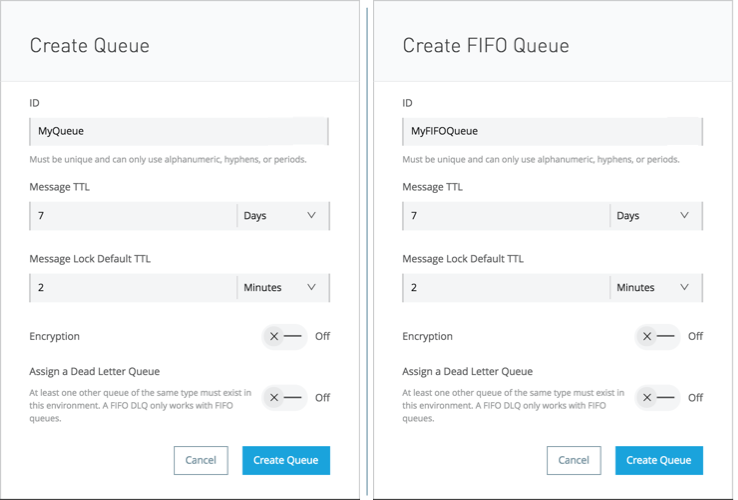 Create Queue
ID
MyQueue
Must be unique and can only use alphanumeric, hyphens, or periods.
Message TTL
7 Days
Message Lock Default TTL
2 Minutes
Encryption Off
Assign a Dead Letter Queue
At least one other queue of the same type must exist in
this environment. A FIFO DLQ only works with FIFO
queues.
Off
Cancel Create Queue
Create FIFO Queue
ID
MyFIFOQueue
Must be unique and can only use alphanumeric, hyphens, or periods.
Message TTL
7 Days
Message Lock Default TTL
2 Minutes
Encryption Off
Assign a Dead Letter Queue
At least one other queue of the same type must exist in
this environment. A FIFO DLQ only works with FIFO
queues.
Off
Cancel Create Queue